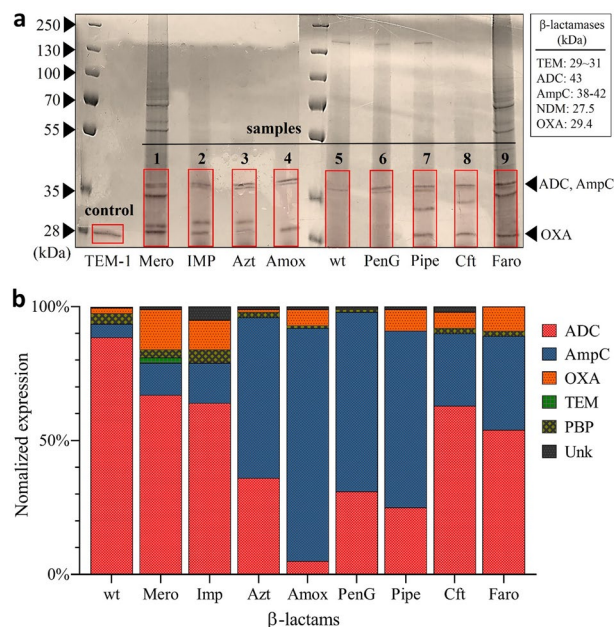 a
250
130
100
70
55
35
28
(kDa)
samples
control
1 2 3 4 5 6 7 8 9
TEM-1 Mero IMP Azt Amox wt PenG Pipe Cft Faro
ADC, AmpC
OXA
β-lactamases
(kDa)
TEM: 29~31
ADC: 43
AmpC: 38-42
NDM: 27.5
OXA: 29.4
b
Nomalized expression
100%
50%
0%
wt Mero Imp Azt Amox PenG Pipe Cft Faro
β-lactams
ADC
AmpC
OXA
TEM
PBP
Unk